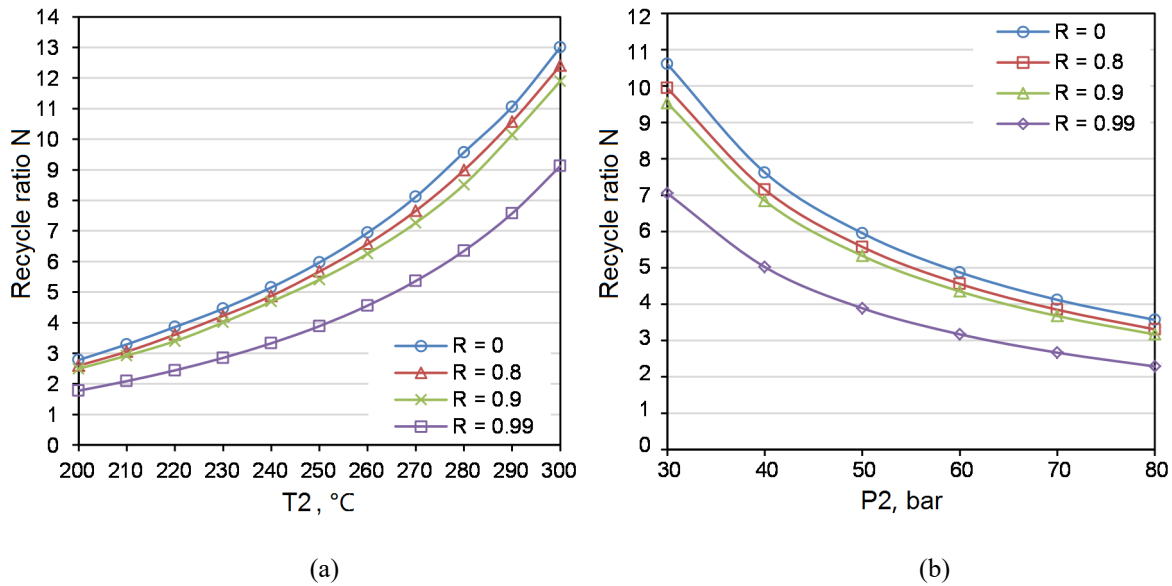 14
13
12
11
10
9
8
7
6
5
4
3
2
1
0
Recycle ratio N
200 210 220 230 240 250 260 270 280 290 300
T2 , °C
R = 0
R = 0.8
R = 0.9
R = 0.99
(a)
12
11
10
9
8
7
6
5
4
3
2
1
0
Recycle ratio N
30 40 50 60 70 80
P2, bar
R = 0
R = 0.8
R = 0.9
R = 0.99
(b)